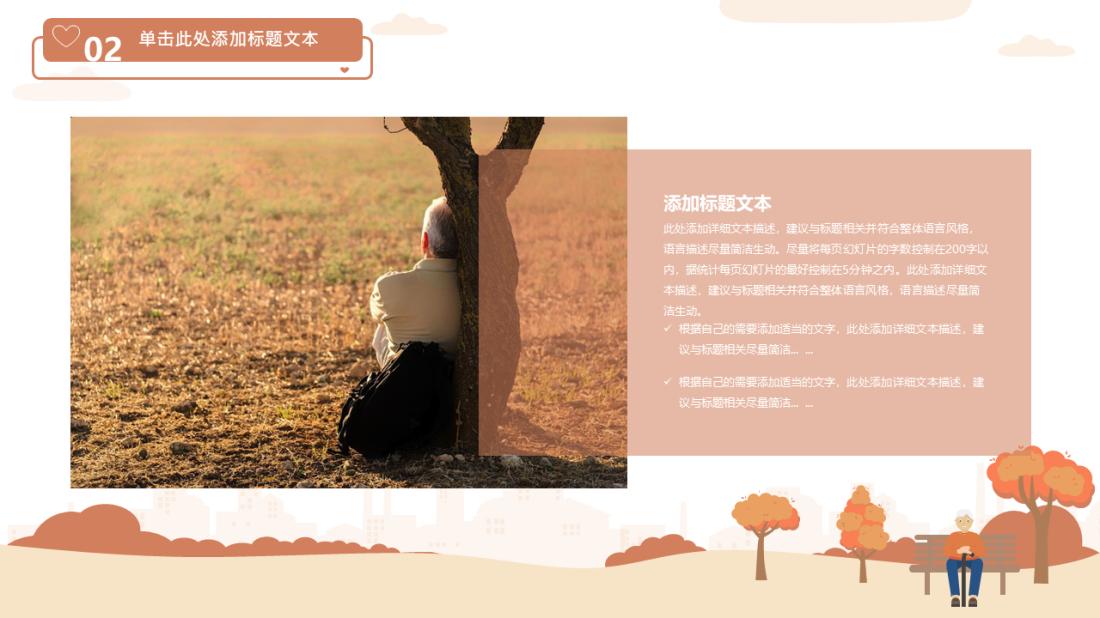 02
单击此处添加标题文本
添加标题文本
此处添加详细文本描述，建议与标题相关并符合整体语言风格，
语言描述尽量简洁生动。尽量将每页幻灯片的字数控制在200字以
内，据统计每页幻灯片的最好控制在5分钟之内。此处添加详细文
本描述，建议与标题相关并符合整体语言风格，语言描述尽量简
洁生动。
✓ 根据自己的需要添加适当的文字，此处添加详细文本描述，建
议与标题相关尽量简洁... ...
✓ 根据自己的需要添加适当的文字，此处添加详细文本描述，建
议与标题相关尽量简洁... ...